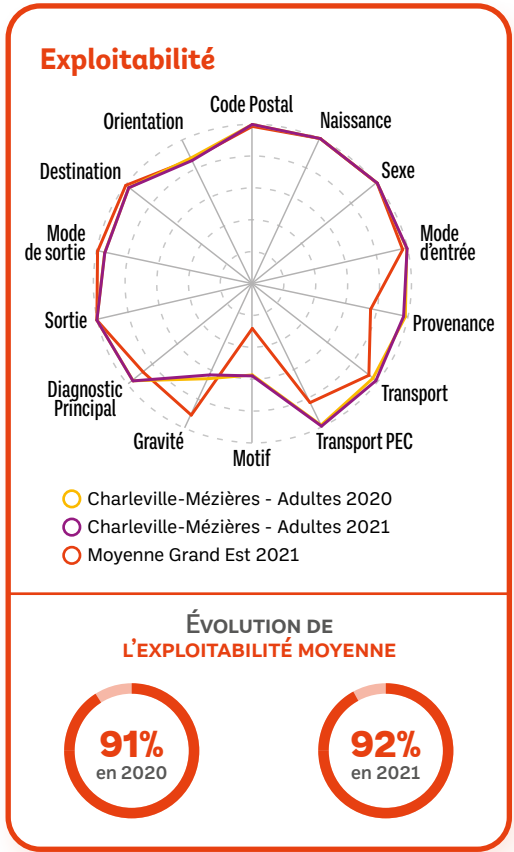 Exploitabilité
Code Postal
Naissance
Sexe
Mode
d'entrée
Provenance
Transport
Transport PEC
Motif
Gravité
Diagnostic
Principal
Sortie
Mode
de sortie
Destination
Orientation
Charleville-Mézières - Adultes 2020
Charleville-Mézières - Adultes 2021
Moyenne Grand Est 2021
Évolution de
l'exploitabilité moyenne
91%
en 2020
92%
en 2021